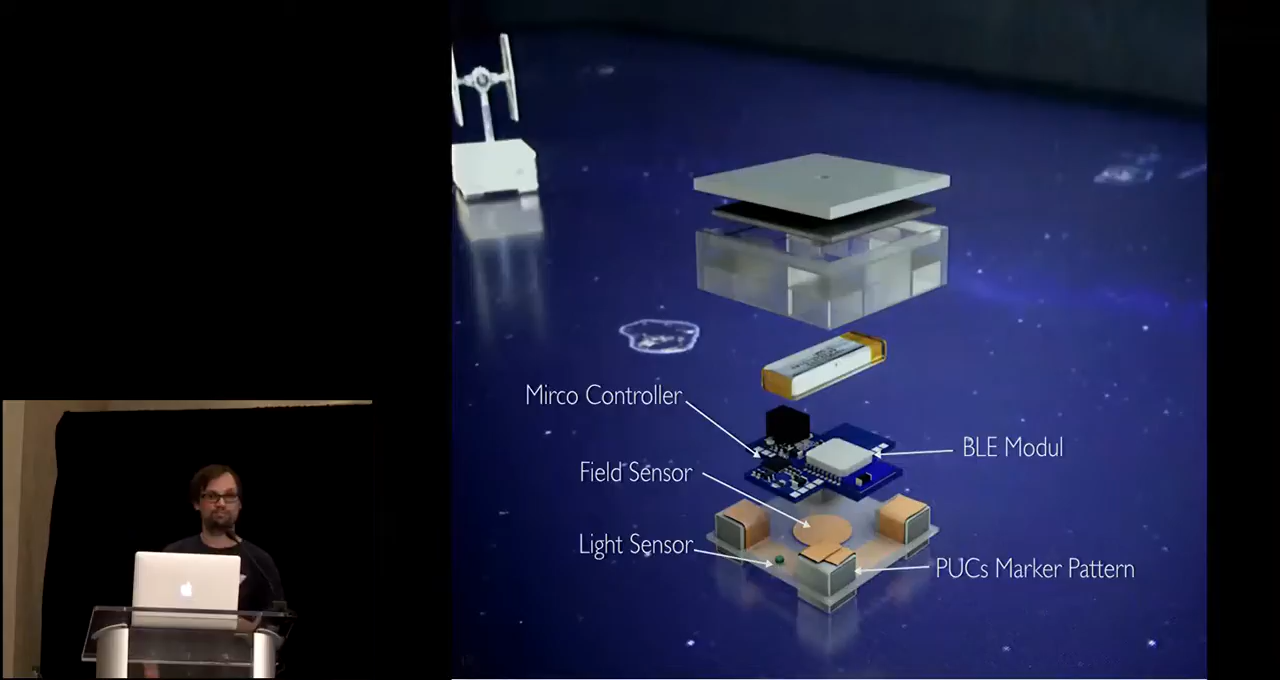 Mirco Controller
BLE Modul
Field Sensor
Light Sensor
PUCs Marker Pattern